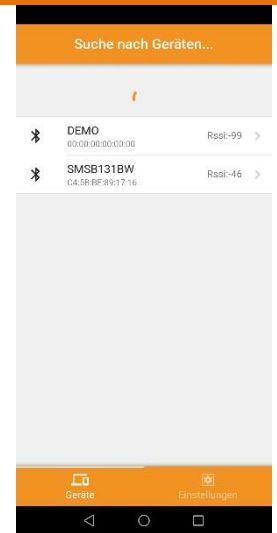 Suche nach Geräten...
DEMO
Rssi:-99
00:00:00:00:00:00
SMSB131BW
Rssi:-46
C4:5B:BE:89:17:16
Geräte
Einstellungen